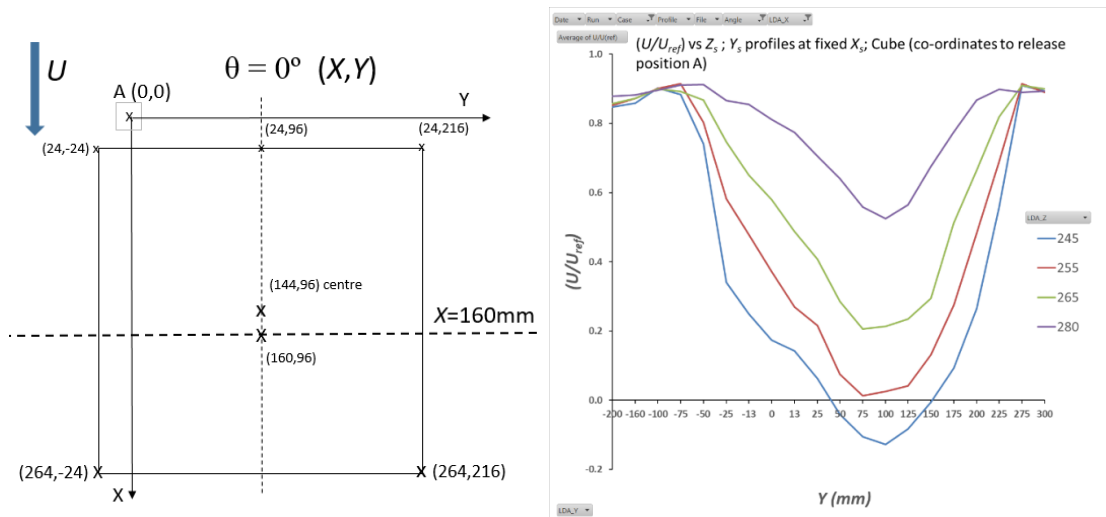 U
θ = 0º (X,Y)
A (0,0)
x
Y
(24,96)
(24,216)
(24,-24) x
x
x
(144,96) centre
x
X=160mm
x
(160,96)
(264,-24) x
x (264,216)
X
Date Run Case Profile File Angle LDA_X
Average of U/U(ref)
(U/Uref) vs Zs ; Ys profiles at fixed Xs; Cube (co-ordinates to release
position A)
1.0
0.8
0.6
0.4
0.2
0.0
-0.2
(U/Uref)
-200 -160 -100 -75 -50 -25 -13 0 13 25 50 75 100 125 150 175 200 225 275 300
Y (mm)
LDA_Z
245
255
265
280
LDA_Y